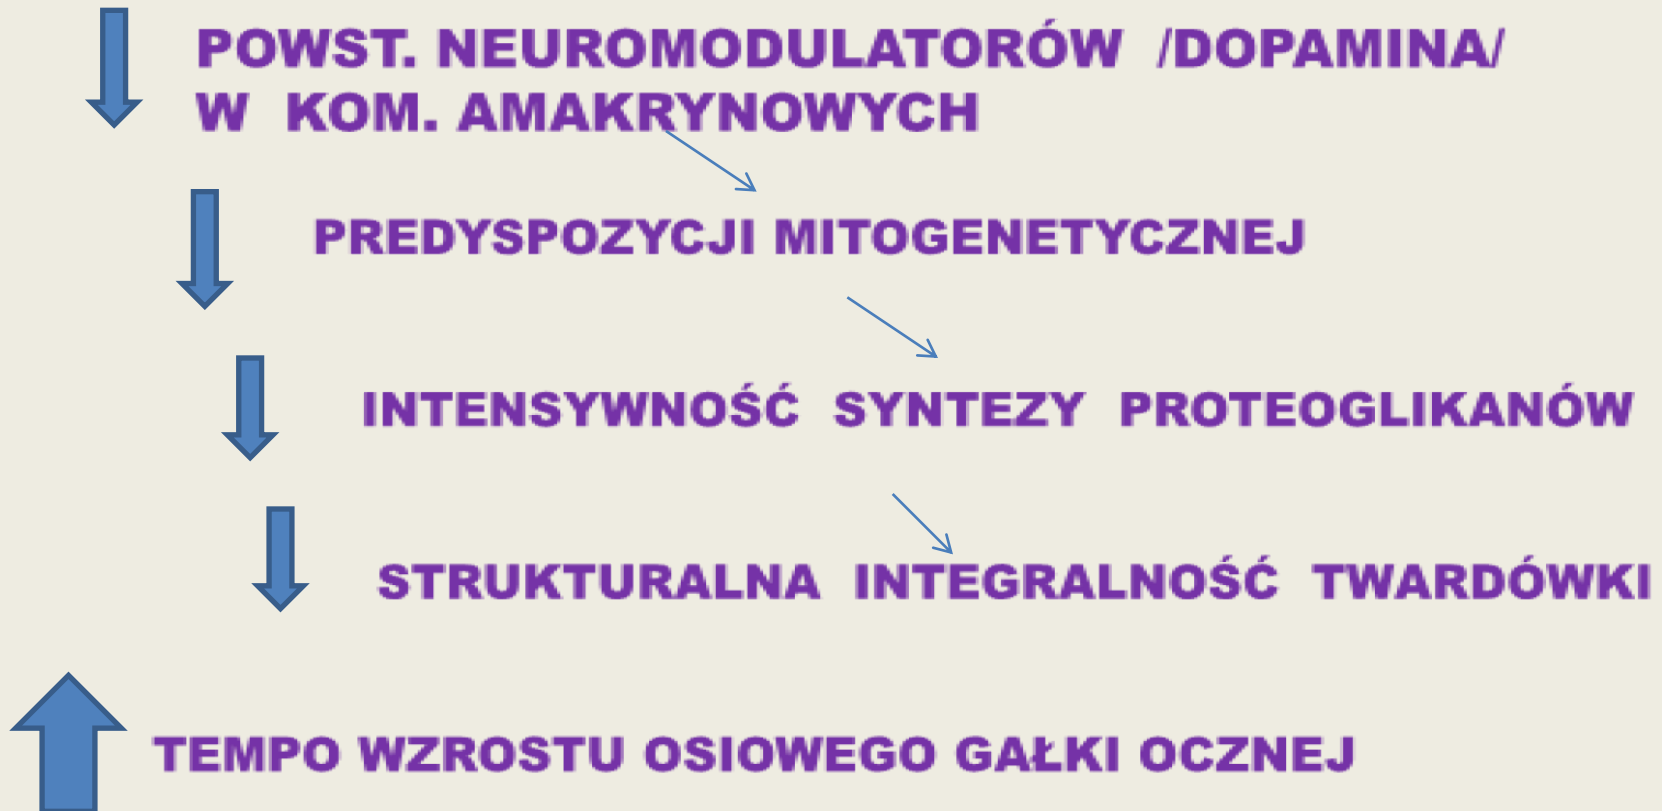 POWST. NEUROMODULATORÓW /DOPAMINA/
W KOM. AMAKRYNOWYCH
PREDYSPOZYCJI MITOGENETYCZNEJ
INTENSYWNOŚĆ SYNTEZY PROTEOGLIKANÓW
STRUKTURALNA INTEGRALNOŚĆ TWARDÓWKI
TEMPO WZROSTU OSIOWEGO GAŁKI OCZNEJ